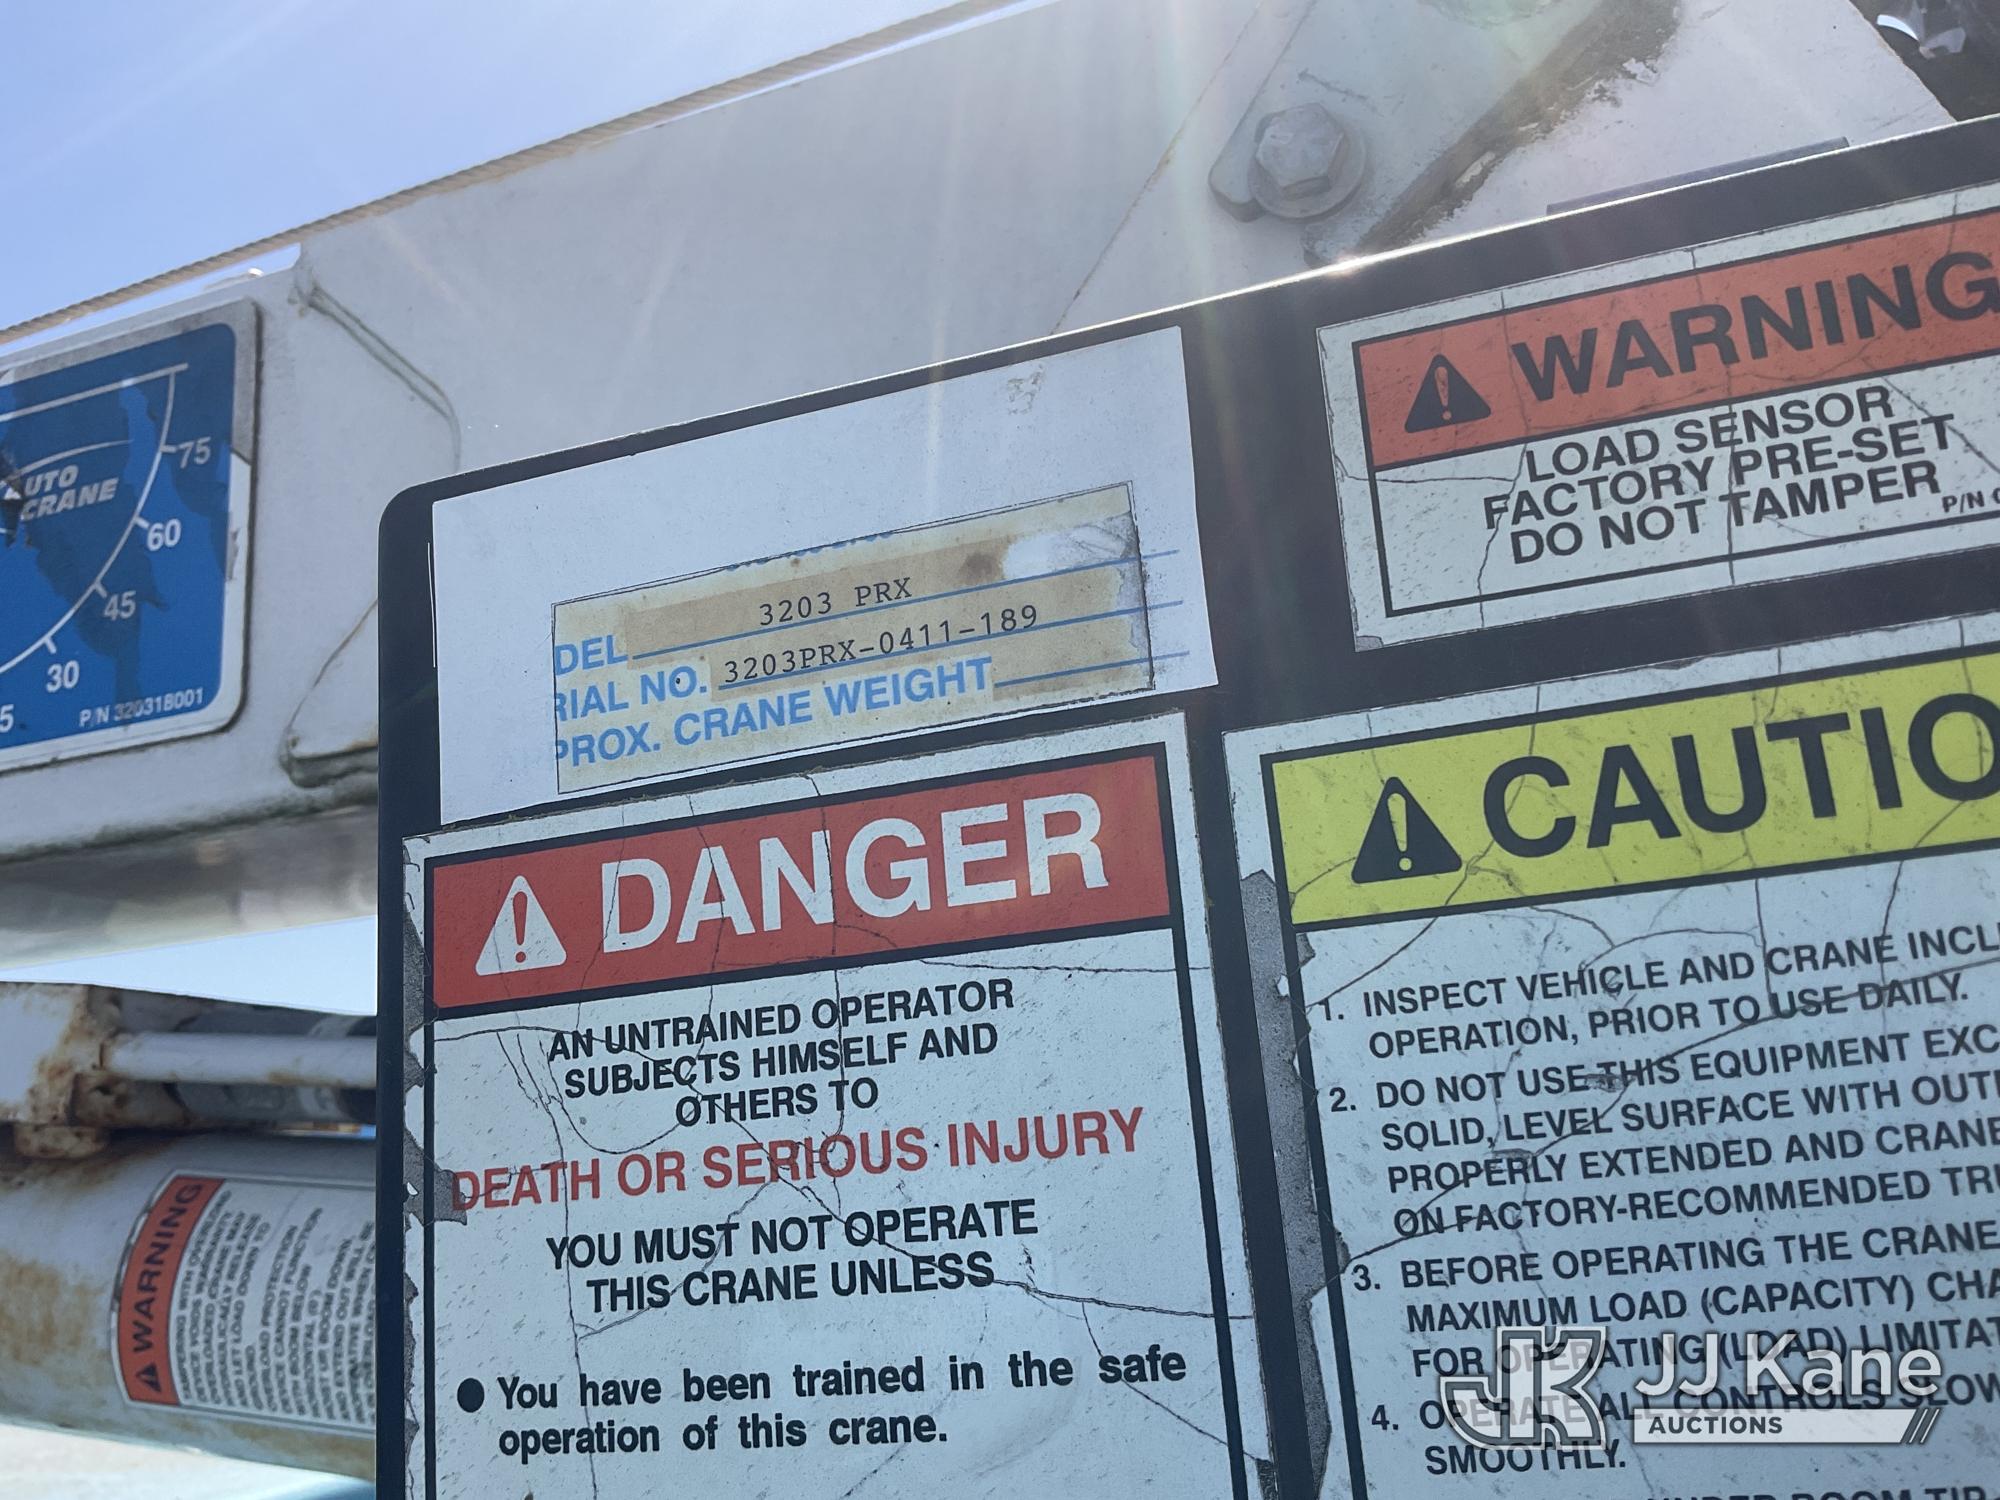 75
60
45
30
5
UTO
CRANE
P/N 320318001
DEL 3203 PRX
RIAL NO. 3203PRX-0411-189
PROX. CRANE WEIGHT
WARNING
LOAD SENSOR
FACTORY PRE-SET
DO NOT TAMPER
P/N
DANGER
AN UNTRAINED OPERATOR
SUBJECTS HIMSELF AND
OTHERS TO
DEATH OR SERIOUS INJURY
YOU MUST NOT OPERATE
THIS CRANE UNLESS
● You have been trained in the safe
operation of this crane.
CAUTIO
1. INSPECT VEHICLE AND CRANE INCL
OPERATION, PRIOR TO USE DAILY.
2. DO NOT USE THIS EQUIPMENT EXC
SOLID, LEVEL SURFACE WITH OUT
PROPERLY EXTENDED AND CRANE
ON FACTORY-RECOMMENDED TR
3. BEFORE OPERATING THE CRANE
MAXIMUM LOAD (CAPACITY) CHA
FOR OPERATING (LOAD) LIMITAT
4. OPERATE ALL CONTROLS SLOW
SMOOTHLY.
WARNING
JJ Kane
AUCTIONS